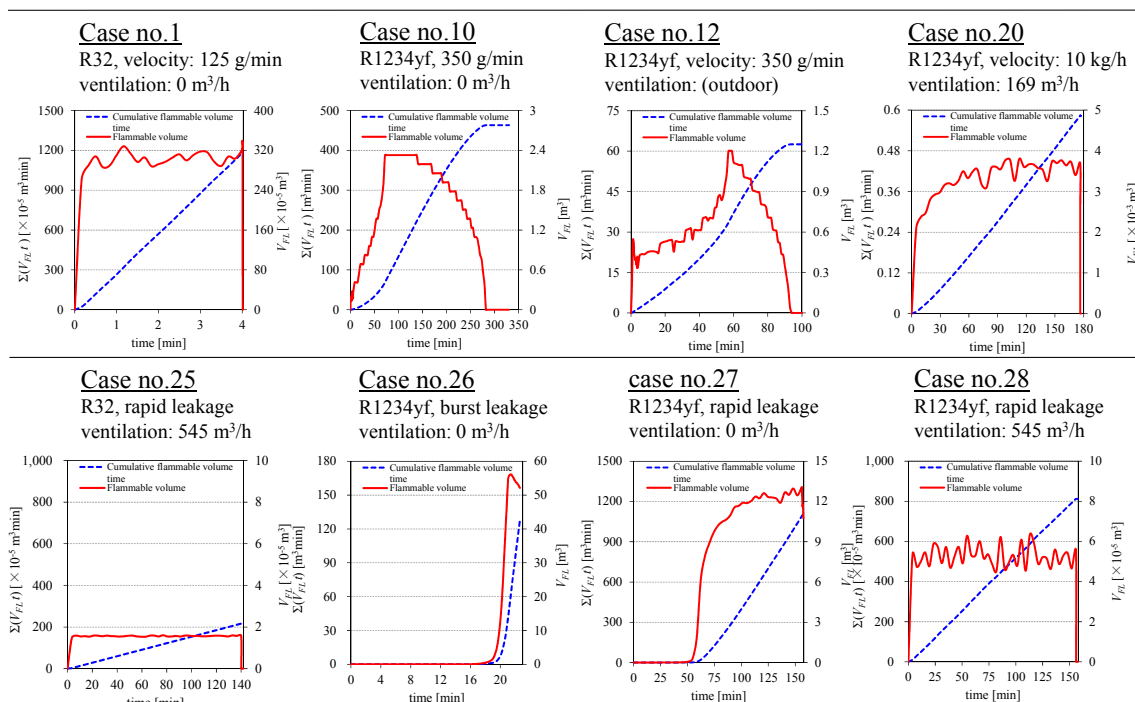 Case no.1
R32, velocity: 125 g/min
ventilation: 0 m³/h
Σ(V_FL t) [×10⁻⁵ m³min]
1500
1200
900
600
300
0
Cumulative flammable volume
time
Flammable volume
400
320
240
160
80
0
V_FL [×10⁻⁵ m³]
0 1 2 3 4
time [min]
Case no.10
R1234yf, 350 g/min
ventilation: 0 m³/h
Σ(V_FL t) [m³min]
500
400
300
200
100
0
Cumulative flammable volume
time
Flammable volume
3
2.4
1.8
1.2
0.6
0
V_FL [m³]
0 50 100 150 200 250 300 350
time [min]
Case no.12
R1234yf, velocity: 350 g/min
ventilation: (outdoor)
Σ(V_FL t) [m³min]
75
60
45
30
15
0
Cumulative flammable volume
time
Flammable volume
1.5
1.2
0.9
0.6
0.3
0
V_FL [m³]
0 20 40 60 80 100
time [min]
Case no.20
R1234yf, velocity: 10 kg/h
ventilation: 169 m³/h
Σ(V_FL t) [m³min]
0.6
0.48
0.36
0.24
0.12
0
Cumulative flammable volume
time
Flammable volume
5
4
3
2
1
0
0 30 60 90 120 150 180
time [min]
Case no.25
R32, rapid leakage
ventilation: 545 m³/h
Σ(V_FL t) [×10⁻⁵ m³min]
1,000
800
600
400
200
0
Cumulative flammable volume
time
Flammable volume
10
8
6
4
2
0
V_FL [×10⁻⁵ m³]
0 20 40 60 80 100 120 140
time [min]
Case no.26
R1234yf, burst leakage
ventilation: 0 m³/h
Σ(V_FL t) [m³min]
180
150
120
90
60
30
0
Cumulative flammable volume
time
Flammable volume
60
50
40
30
20
10
0
V_FL [m³]
0 4 8 12 16 20
time [min]
case no.27
R1234yf, rapid leakage
ventilation: 0 m³/h
Σ(V_FL t) [m³min]
1500
1200
900
600
300
0
Cumulative flammable volume
time
Flammable volume
15
12
9
6
3
0
V_FL [m³]
0 25 50 75 100 125 150
time [min]
Case no.28
R1234yf, rapid leakage
ventilation: 545 m³/h
Σ(V_FL t) [×10⁻⁵ m³min]
1,000
800
600
400
200
0
Cumulative flammable volume
time
Flammable volume
10
8
6
4
2
0
V_FL [×10⁻⁵ m³]
0 25 50 75 100 125 150
time [min]